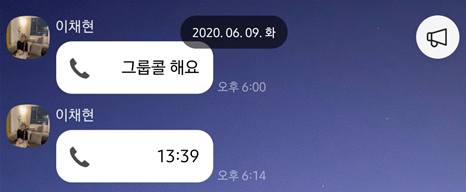 이채현
2020. 06. 09. 화
그룹콜 해요
오후 6:00
이채현
13:39
오후 6:14